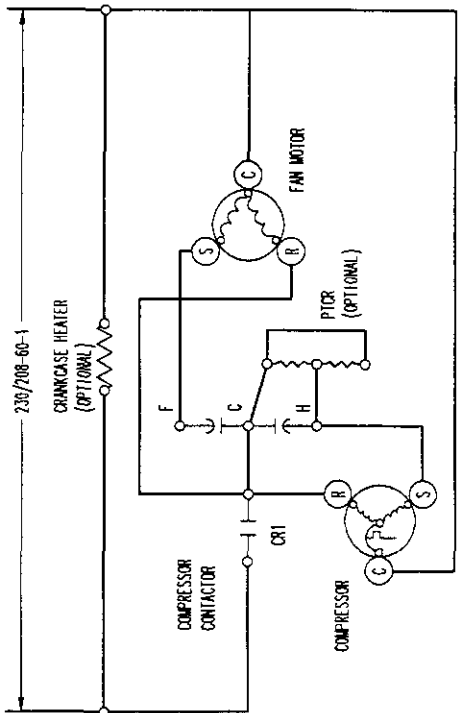 230/208-60-1
CRANKCASE HEATER
(OPTIONAL)
FAN MOTOR
C
S
R
PTCR
(OPTIONAL)
F
C
H
COMPRESSOR
CONTACTOR
CR1
R
S
C
COMPRESSOR